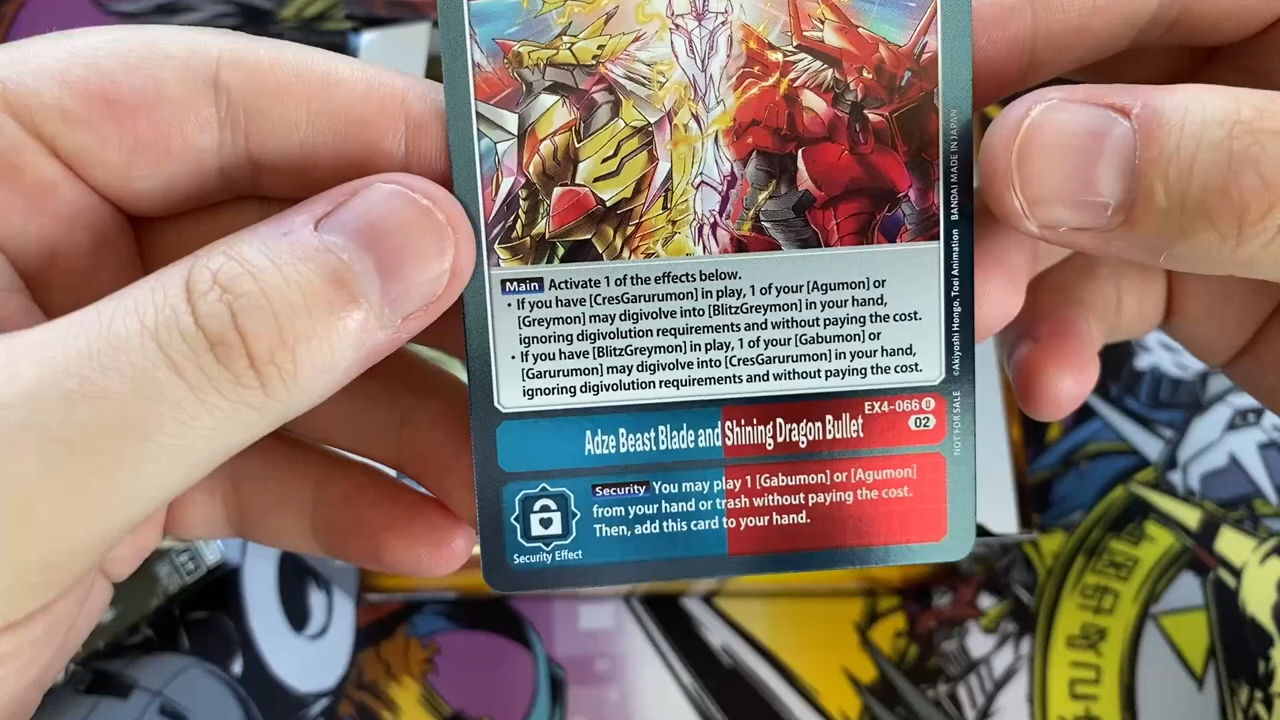 Main Activate 1 of the effects below.
• If you have [CresGarurumon] in play, 1 of your [Agumon] or
[Greymon] may digivolve into [BlitzGreymon] in your hand,
ignoring digivolution requirements and without paying the cost.
• If you have [BlitzGreymon] in play, 1 of your [Gabumon] or
[Garurumon] may digivolve into [CresGarurumon] in your hand,
ignoring digivolution requirements and without paying the cost.
EX4-066 U
02
Adze Beast Blade and Shining Dragon Bullet
Security You may play 1 [Gabumon] or [Agumon]
from your hand or trash without paying the cost.
Then, add this card to your hand.
Security Effect
NOT FOR SALE ©Akiyoshi Hongo, Toei Animation BANDAI MADE IN JAPAN